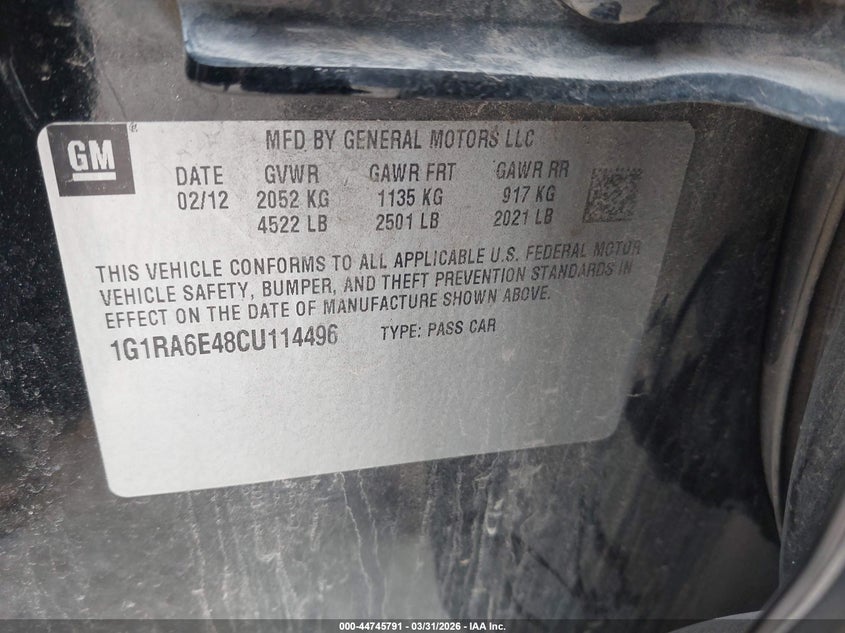 GM
MFD BY GENERAL MOTORS LLC
DATE GVWR GAWR FRT GAWR RR
02/12 2052 KG 1135 KG 917 KG
4522 LB 2501 LB 2021 LB
THIS VEHICLE CONFORMS TO ALL APPLICABLE U.S. FEDERAL MOTOR
VEHICLE SAFETY, BUMPER, AND THEFT PREVENTION STANDARDS IN
EFFECT ON THE DATE OF MANUFACTURE SHOWN ABOVE.
1G1RA6E48CU114496 TYPE: PASS CAR
000-44745791 - 03/31/2026 - IAA Inc.